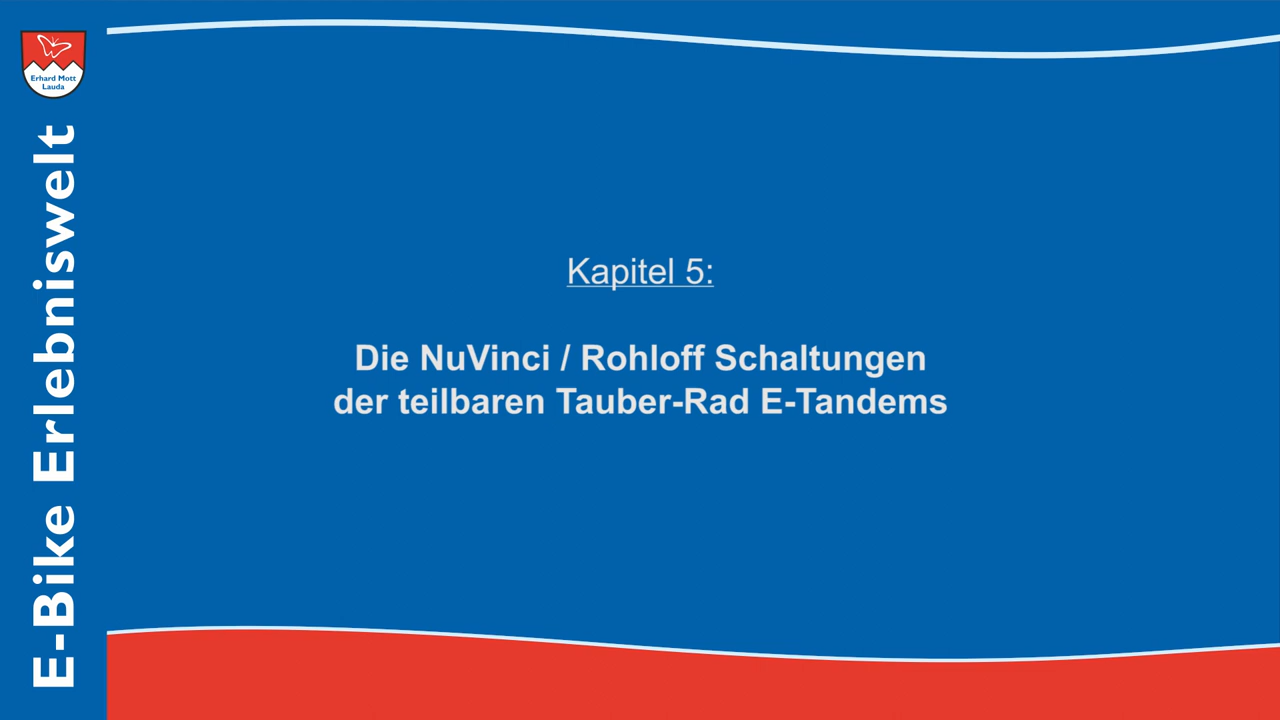 Erhard Mott
Lauda
E-Bike Erlebniswelt
Kapitel 5:
Die NuVinci / Rohloff Schaltungen
der teilbaren Tauber-Rad E-Tandems